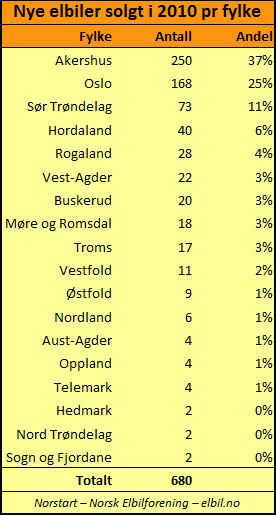 Nye elbiler solgt i 2010 pr fylke
Fylke Antall Andel
Akershus 250 37%
Oslo 168 25%
Sør Trøndelag 73 11%
Hordaland 40 6%
Rogaland 28 4%
Vest-Agder 22 3%
Buskerud 20 3%
Møre og Romsdal 18 3%
Troms 17 3%
Vestfold 11 2%
Østfold 9 1%
Nordland 6 1%
Aust-Agder 4 1%
Oppland 4 1%
Telemark 4 1%
Hedmark 2 0%
Nord Trøndelag 2 0%
Sogn og Fjordane 2 0%
Totalt 680
Norstart – Norsk Elbilforening – elbil.no